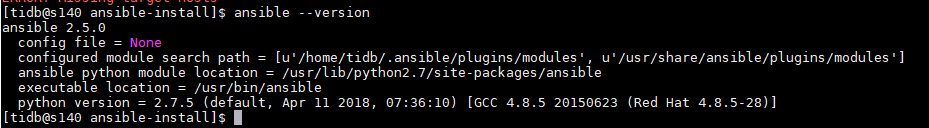 [tidb@s140 ansible-install]$ ansible --version
ansible 2.5.0
  config file = None
  configured module search path = [u'/home/tidb/.ansible/plugins/modules', u'/usr/share/ansible/plugins/modules']
  ansible python module location = /usr/lib/python2.7/site-packages/ansible
  executable location = /usr/bin/ansible
  python version = 2.7.5 (default, Apr 11 2018, 07:36:10) [GCC 4.8.5 20150623 (Red Hat 4.8.5-28)]
[tidb@s140 ansible-install]$